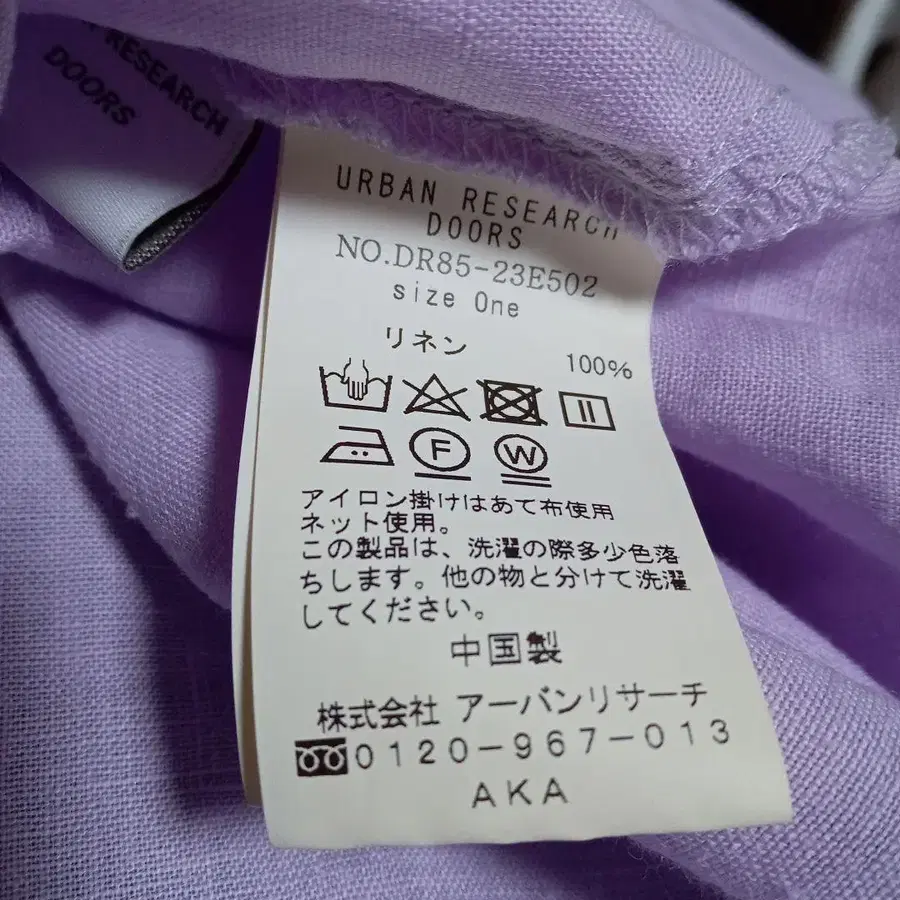 RESEARCH
DOORS
URBAN RESEARCH
DOORS
NO.DR85-23E502
size One
リネン 100%
F W
アイロン掛けはあて布使用
ネット使用。
この製品は、洗濯の際多少色落
ちします。他の物と分けて洗濯
してください。
中国製
株式会社 アーバンリサーチ
0120-967-013
AKA